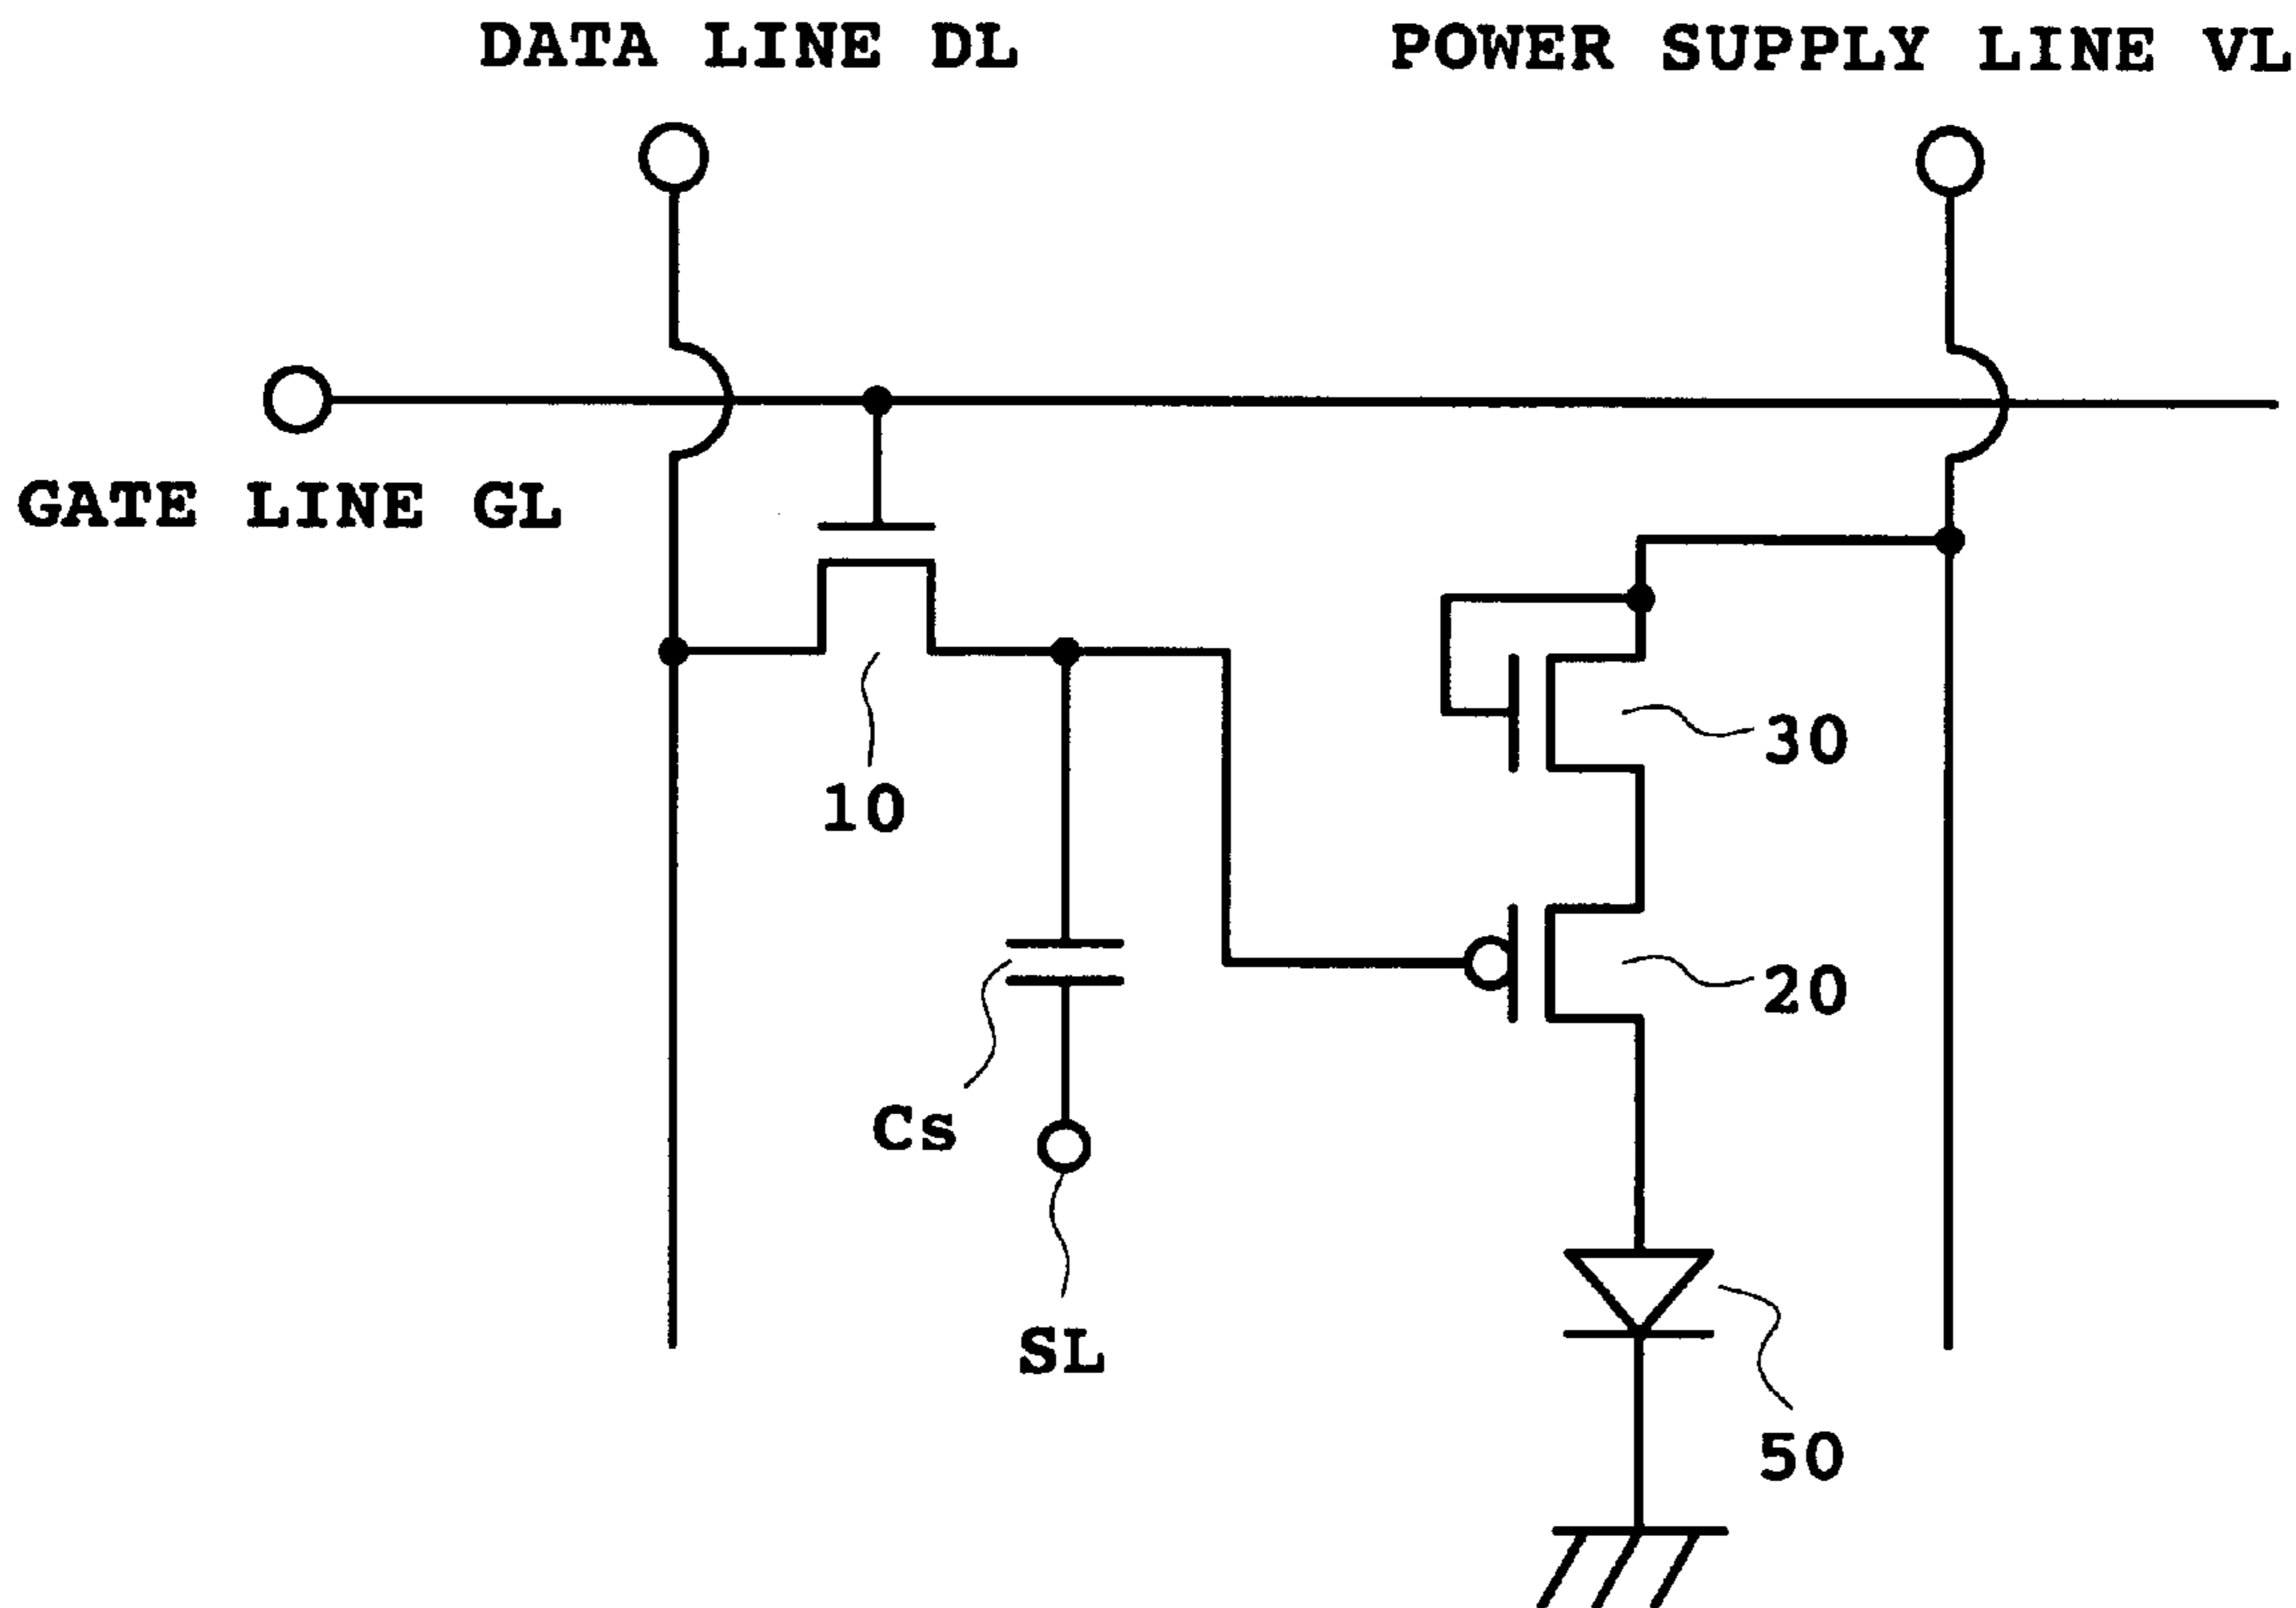 DATA LINE DL
POWER SUPPLY LINE VL
GATE LINE GL
30
10
20
Cs
SL
50